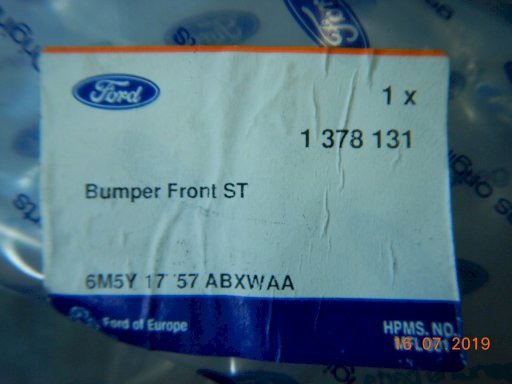 Ford
1 x
1 378 131
Bumper Front ST
6M5Y 17 57 ABXWAA
Ford of Europe
HPMS. NO.
16 07 2019